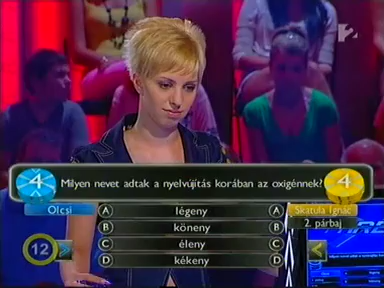 2
4 Milyen nevet adtak a nyelvújítás korában az oxigénnek? 4
Olcsi A légeny A Skatula Ignác
B köneny B 2. párbaj
12 C éleny C
D kékeny D